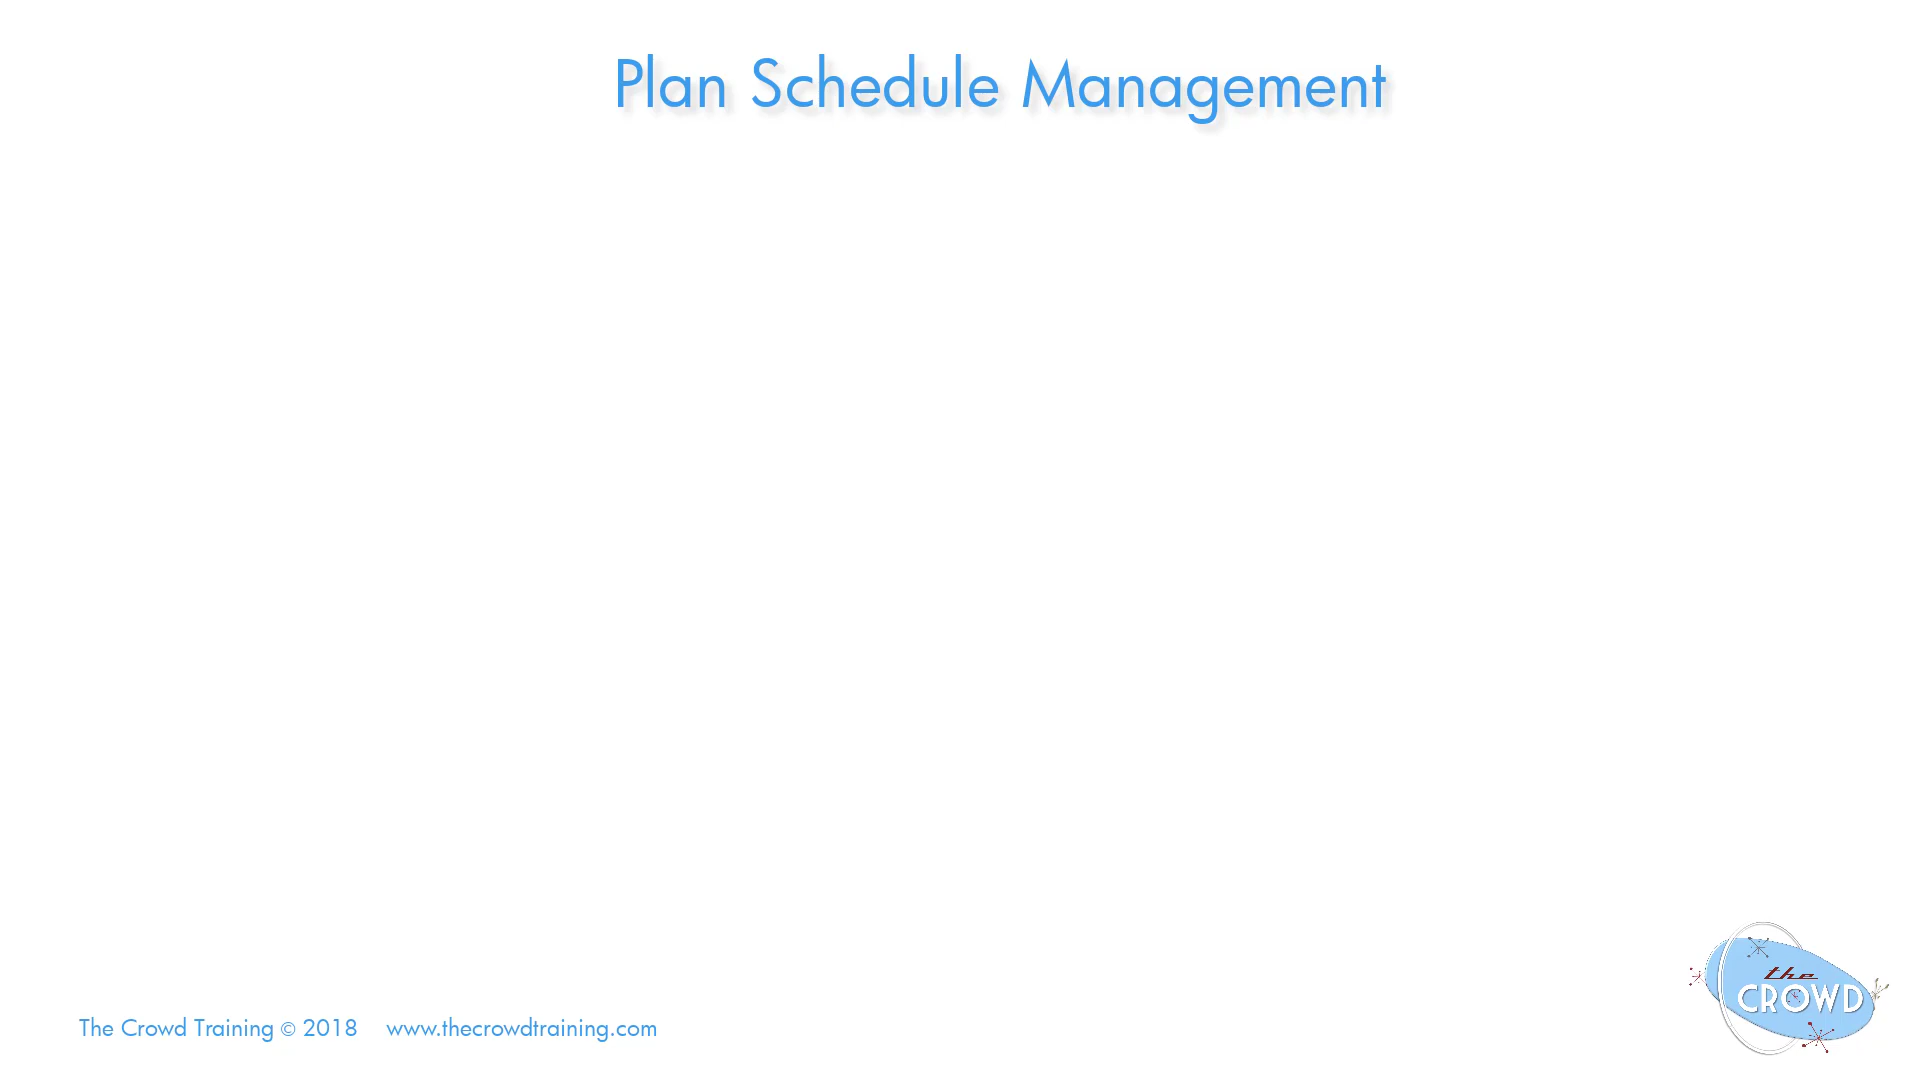 Plan Schedule Management
the
CROWD
The Crowd Training © 2018 www.thecrowdtraining.com